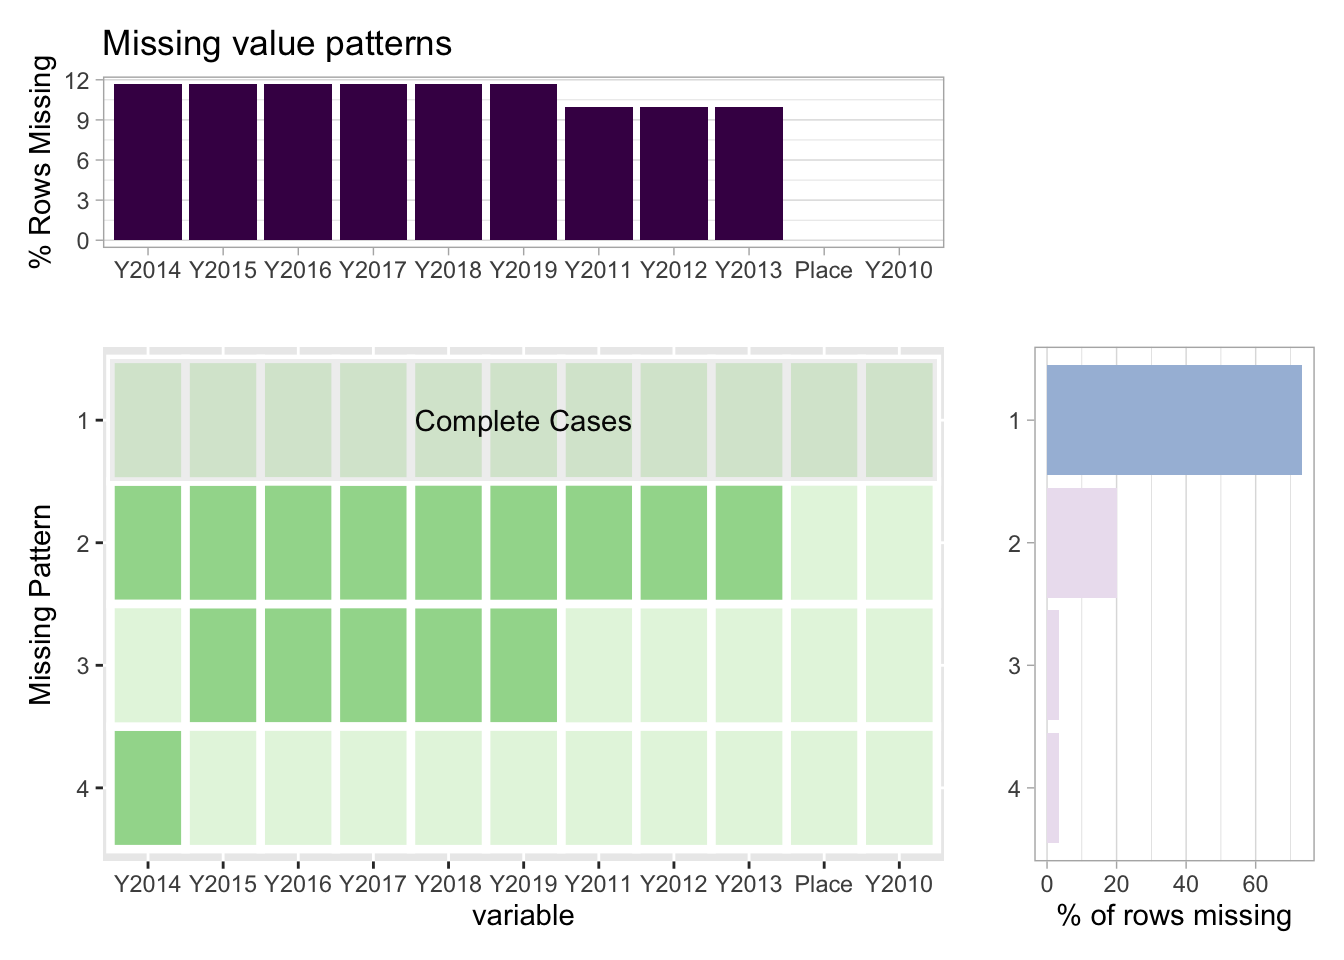 Missing value patterns
% Rows Missing
12
9
6
3
0
Y2014 Y2015 Y2016 Y2017 Y2018 Y2019 Y2011 Y2012 Y2013 Place Y2010
Missing Pattern
1
2
3
4
Complete Cases
Y2014 Y2015 Y2016 Y2017 Y2018 Y2019 Y2011 Y2012 Y2013 Place Y2010
variable
1
2
3
4
0 20 40 60
% of rows missing